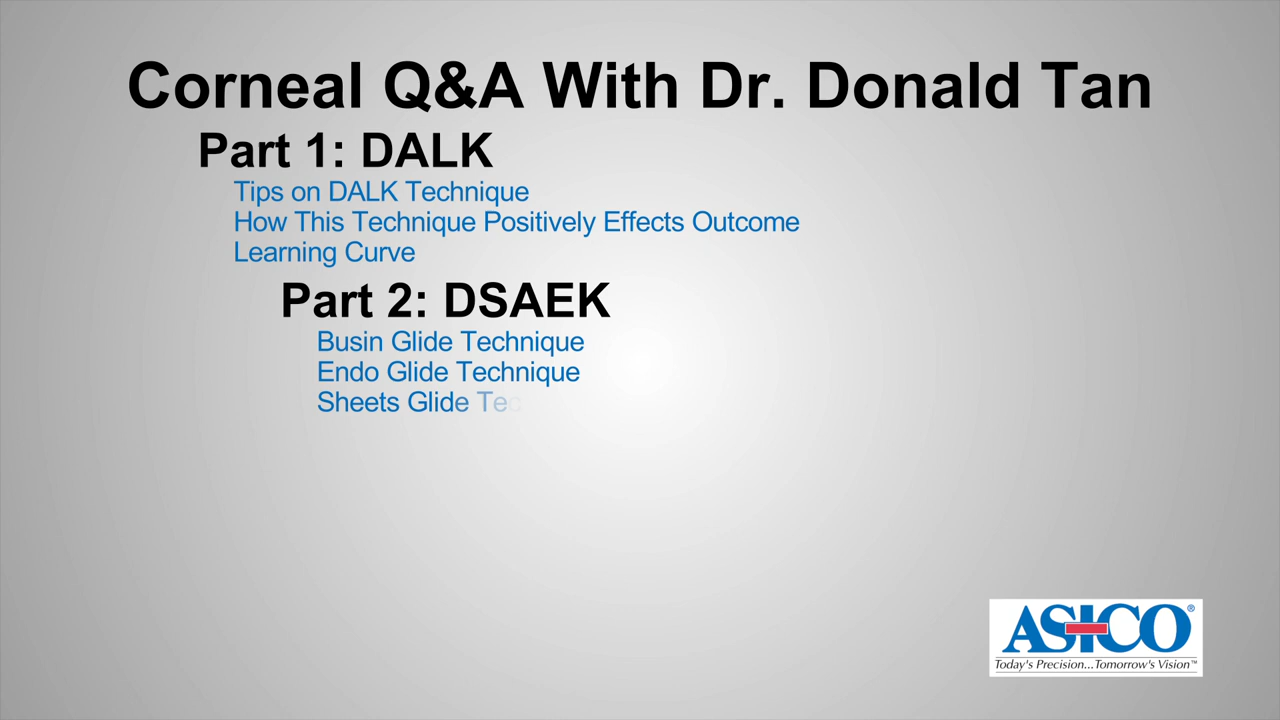 Corneal Q&A With Dr. Donald Tan
Part 1: DALK
Tips on DALK Technique
How This Technique Positively Effects Outcome
Learning Curve
Part 2: DSAEK
Busin Glide Technique
Endo Glide Technique
Sheets Glide Tec
ASICO®
Today's Precision...Tomorrow's Vision™